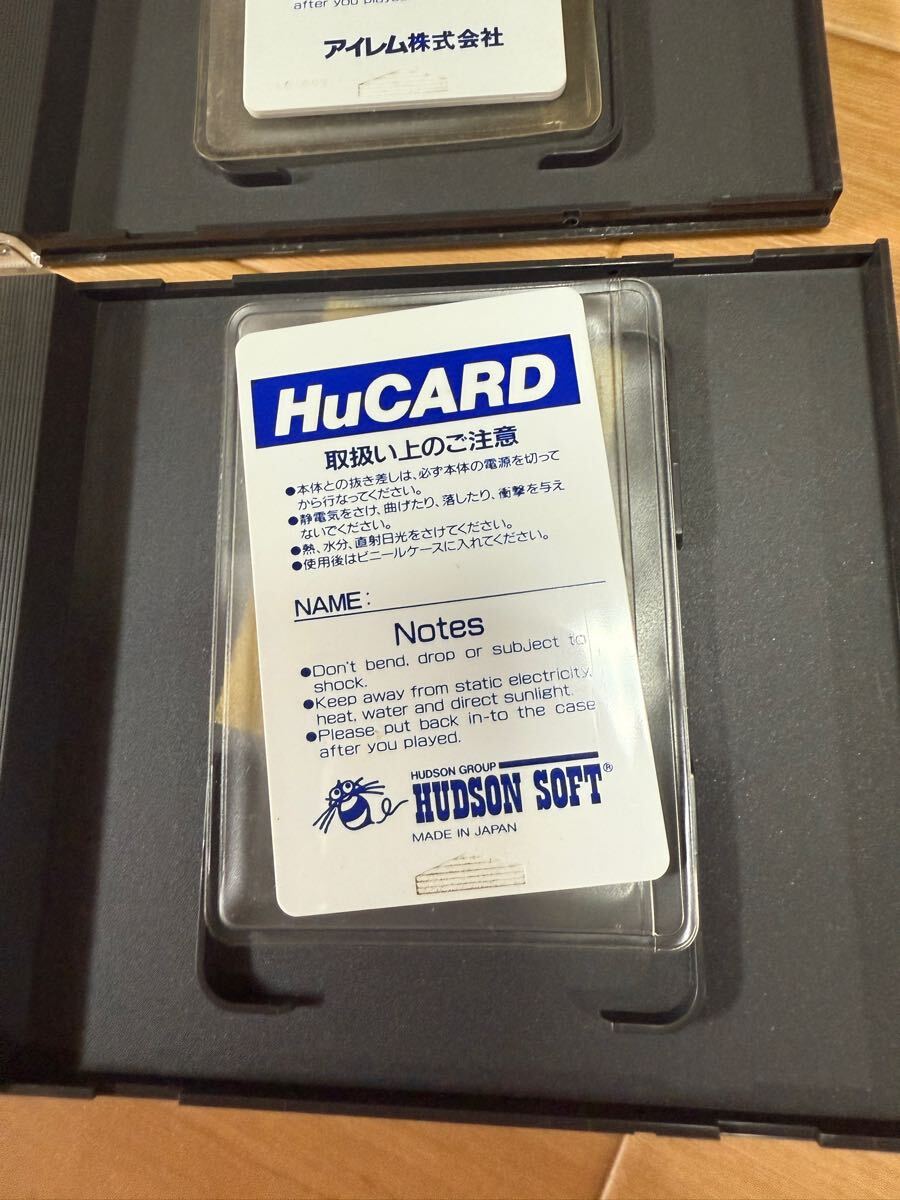 after you played.
アイレム株式会社
HuCARD
取扱い上のご注意
●本体との抜き差しは、必ず本体の電源を切って
から行なってください。
●静電気をさけ、曲げたり、落したり、衝撃を与え
ないでください。
●熱、水分、直射日光をさけてください。
●使用後はビニールケースに入れてください。
NAME:
Notes
●Don't bend, drop or subject to
shock.
●Keep away from static electricity,
heat, water and direct sunlight.
●Please put back in-to the case
after you played.
HUDSON GROUP
HUDSON SOFT®
MADE IN JAPAN